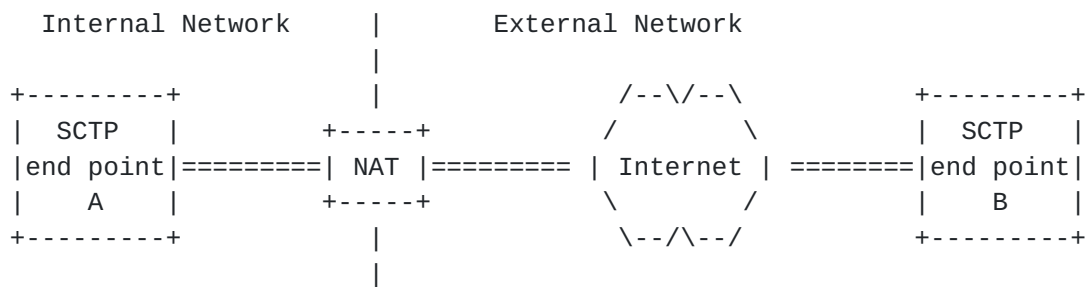 Internal Network | External Network
|
+---------+ | /--\/--\ +---------+
| SCTP | +-----+ / \ | SCTP |
|end point|=========| NAT |========= | Internet | ========|end point|
| A | +-----+ \ / | B |
+---------+ | \--/\--/ +---------+
|